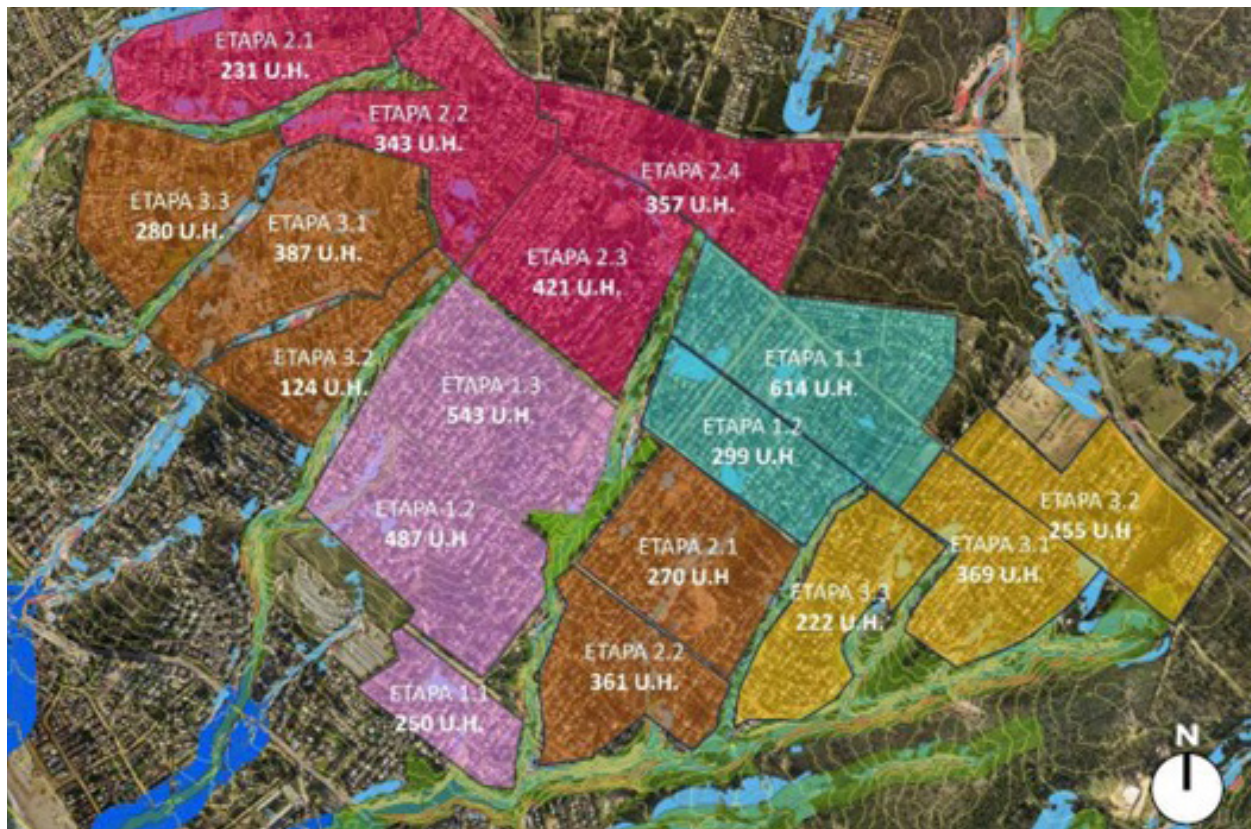 ETAPA 2.1
231 U.H.
ETAPA 2.2
343 U.H.
ETAPA 2.4
357 U.H.
ETAPA 3.3
280 U.H.
ETAPA 3.1
387 U.H.
ETAPA 2.3
421 U.H.
ETAPA 3.2
124 U.H.
ETAPA 1.3
543 U.H
ETAPA 1.1
614 U.H.
ETAPA 1.2
299 U.H
ETAPA 1.2
487 U.H
ETAPA 3.2
255 U.H
ETAPA 2.1
270 U.H
ETAPA 3.1
369 U.H.
ETAPA 3.3
222 U.H.
ETAPA 2.2
361 U.H.
ETAPA 1.1
250 U.H.
N